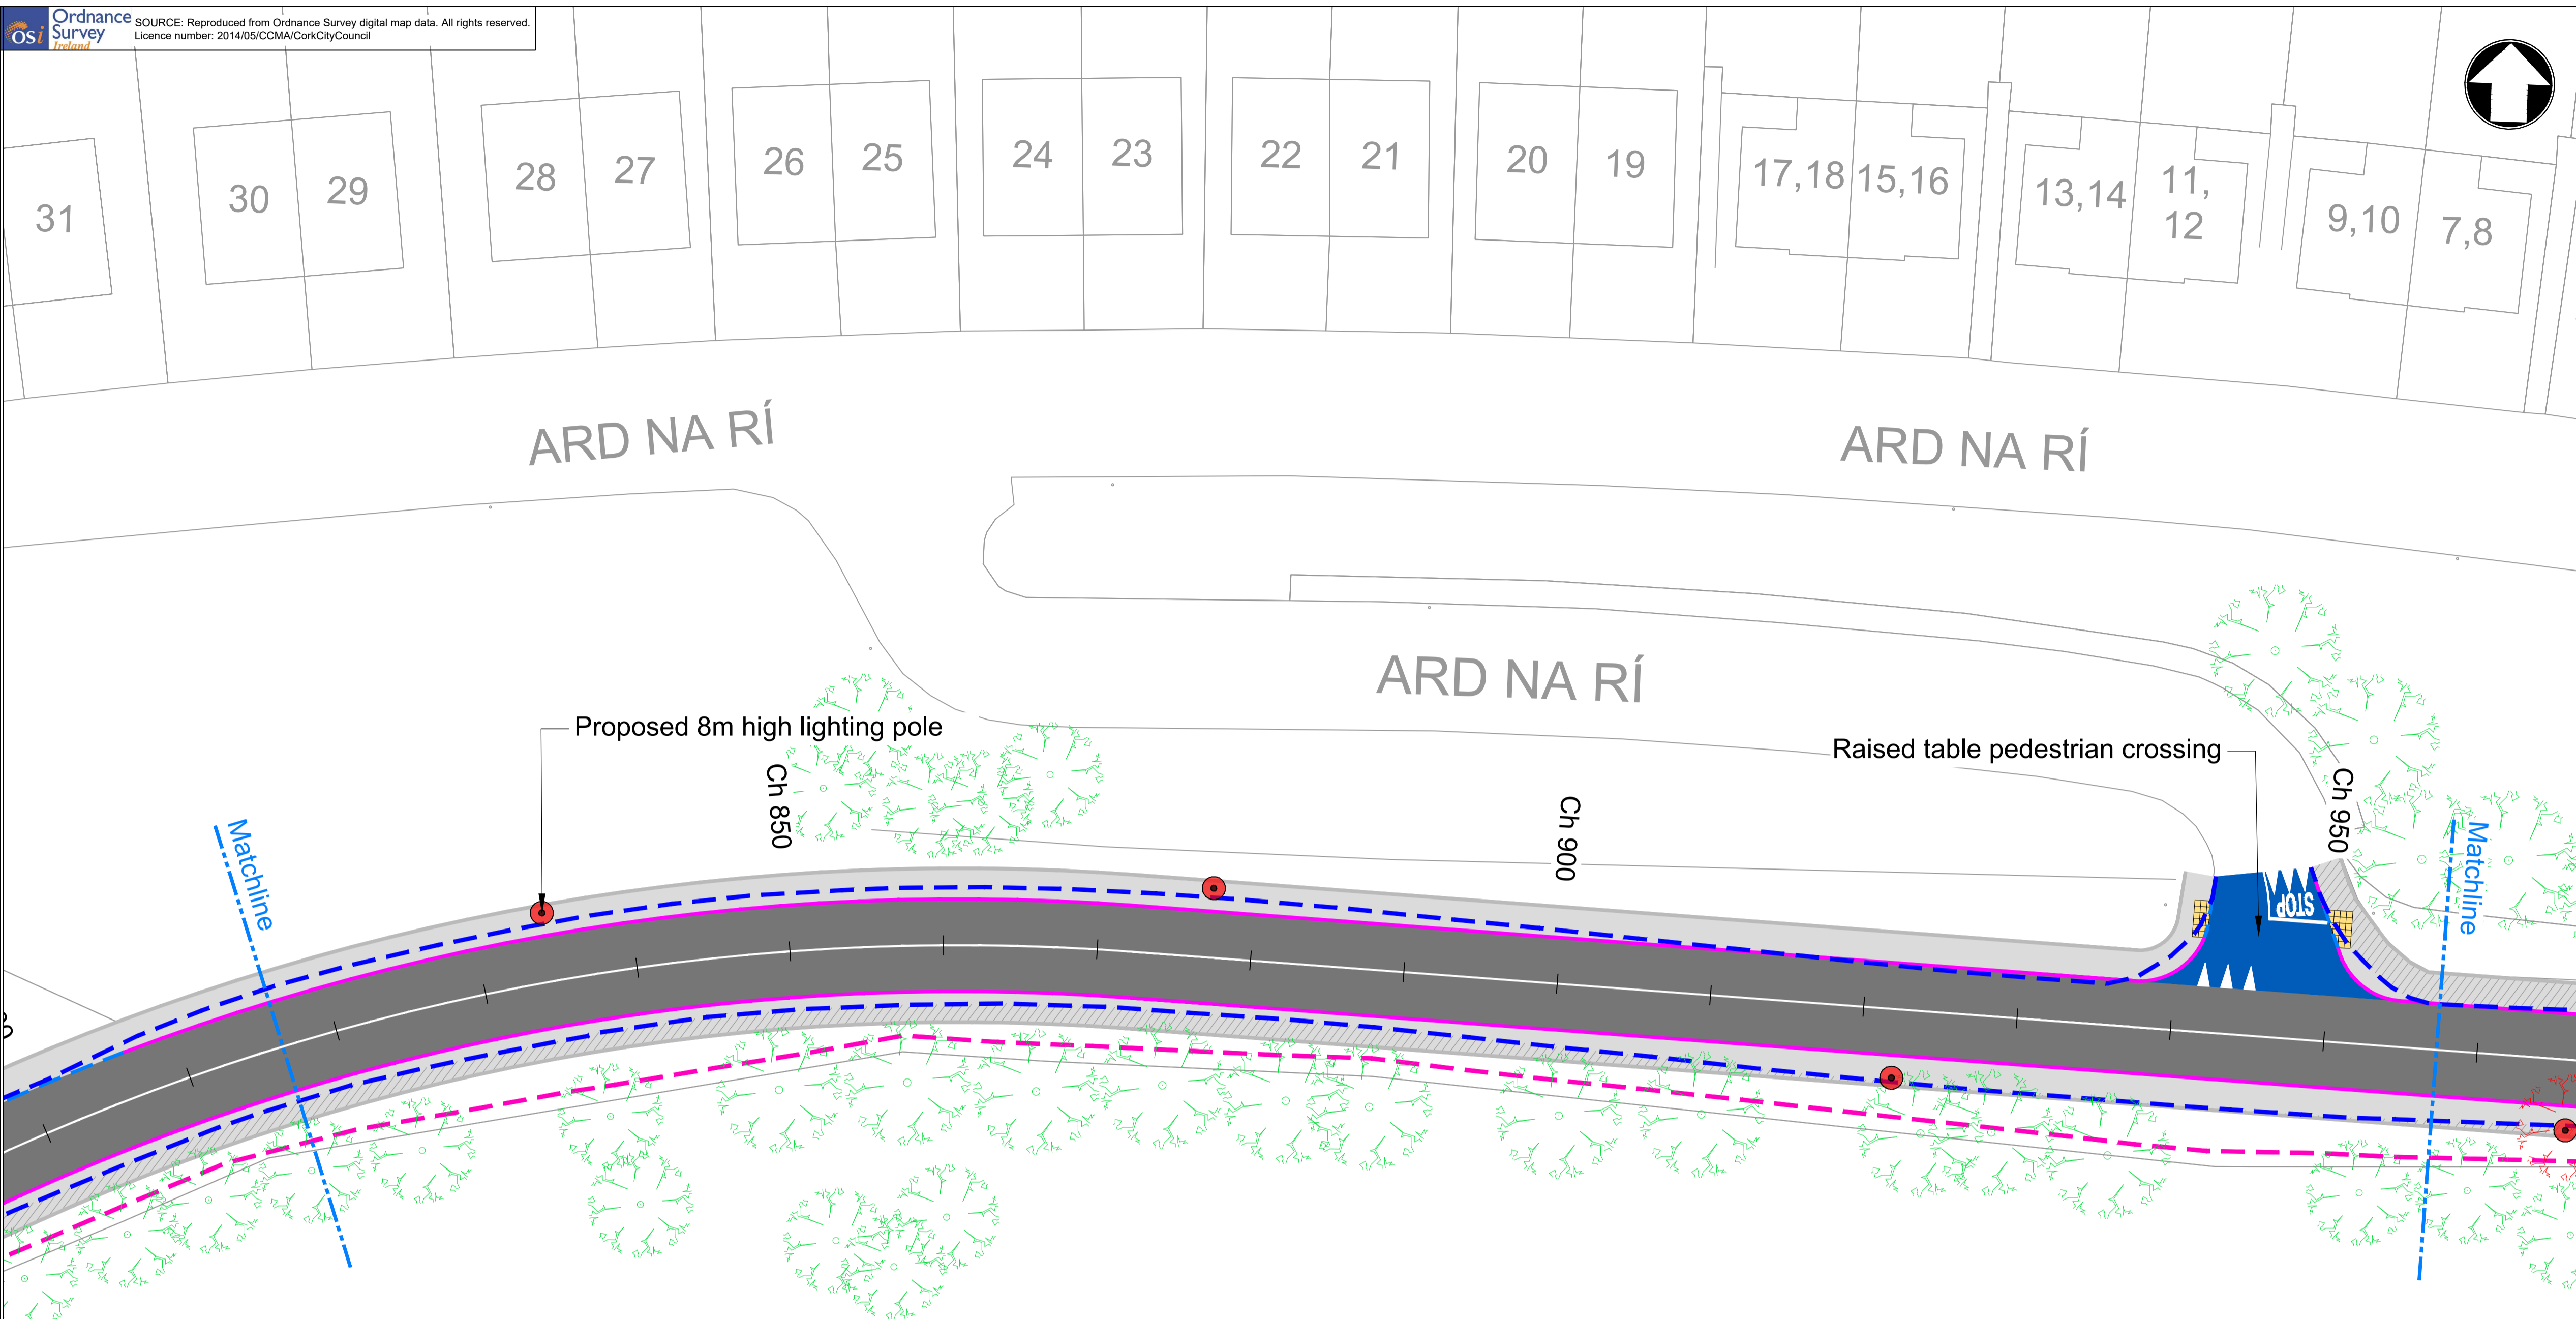 Ordnance
Survey
Ireland
OSi
SOURCE: Reproduced from Ordnance Survey digital map data. All rights reserved.
Licence number: 2014/05/CCMA/CorkCityCouncil
31
30
29
28
27
26
25
24
23
22
21
20
19
17,18
15,16
13,14
11,
12
9,10
7,8
ARD NA RÍ
ARD NA RÍ
ARD NA RÍ
Proposed 8m high lighting pole
Raised table pedestrian crossing
Ch 850
Ch 900
Ch 950
Matchline
Matchline
STOP